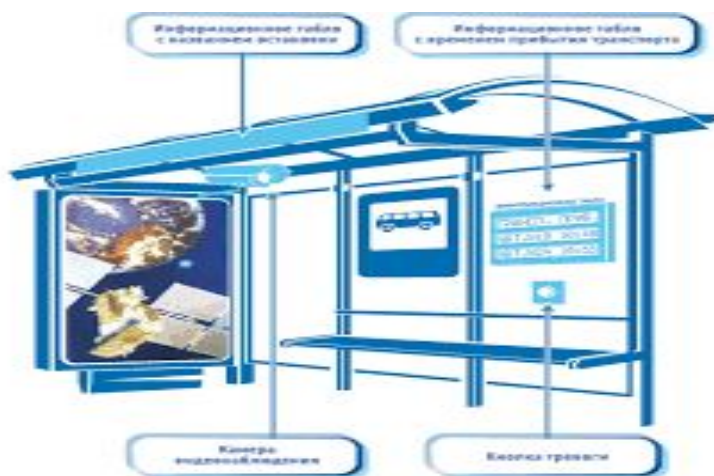 Информационное табло
с названием остановки
Информационное табло
с временем прибытия транспорта
Камера
видеонаблюдения
Кнопка тревоги